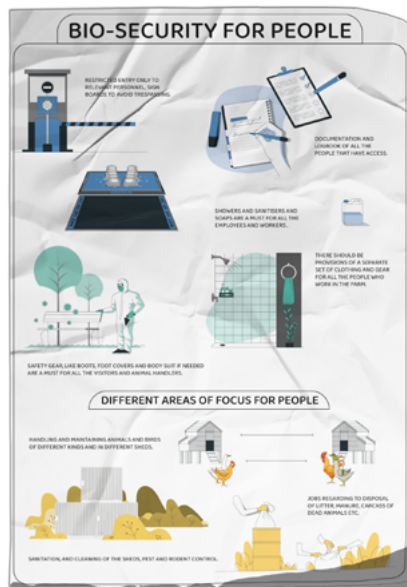 BIO-SECURITY FOR PEOPLE
RESTRICTED ENTRY ONLY TO
RELEVANT PERSONNEL, SIGN
BOARDS TO AVOID TRESPASSING.
DOCUMENTATION AND
LOGBOOK OF ALL THE
PEOPLE THAT HAVE ACCESS.
SHOWERS AND SANITISERS AND
SOAPS ARE A MUST FOR ALL THE
EMPLOYEES AND WORKERS.
THERE SHOULD BE
PROVISIONS OF A SEPARATE
SET OF CLOTHING AND GEAR
FOR ALL THE PEOPLE WHO
WORK IN THE FARM.
SAFETY GEAR, LIKE BOOTS, FOOT COVERS AND BODY SUIT IF NEEDED
ARE A MUST FOR ALL THE VISITORS AND ANIMAL HANDLERS.
DIFFERENT AREAS OF FOCUS FOR PEOPLE
HANDLING AND MAINTAINING ANIMALS AND BIRDS
OF DIFFERENT KINDS AND IN DIFFERENT SHEDS.
JOBS REGARDING TO DISPOSAL
OF LITTER, MANURE, CARCASS OF
DEAD ANIMALS ETC.
SANITATION, AND CLEANING OF THE SHEDS, PEST AND RODENT CONTROL.